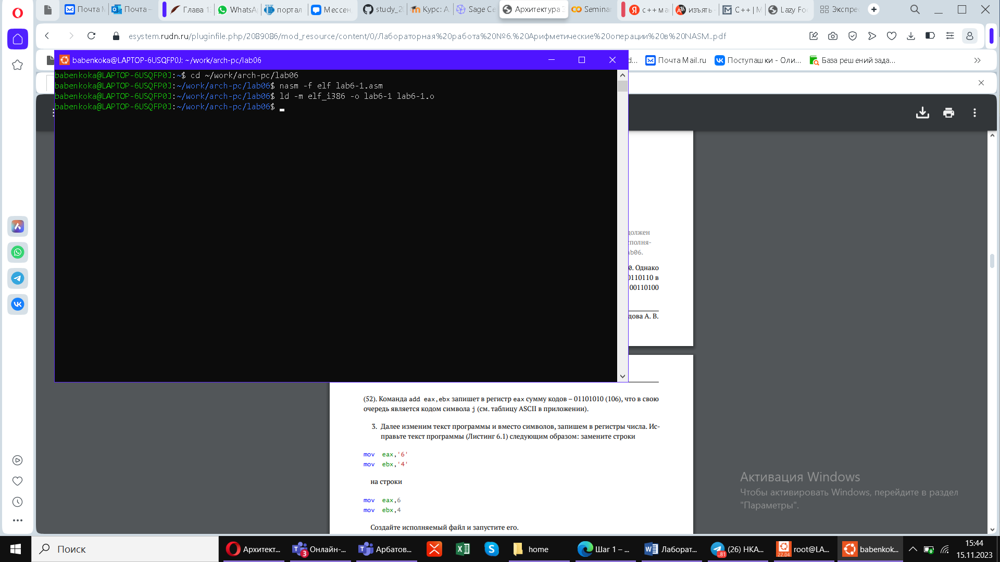 Почта М
Почта –
Глава 1
WhatsA
портал
Мессен
study_2
Курс: А
Sage Ce
Архитектура Э
Semina
с++ ма
изъять
C++ | М
Lazy Fo
Экспре
esystem.rudn.ru/pluginfile.php/2089086/mod_resource/content/0/Лабораторная%20работа%20№6.%20Арифметические%20операции%20в%20NASM..pdf
babenkoka@LAPTOP-6USQFP0J: ~/work/arch-pc/lab06
d...
Почта Mail.ru
Поступашки - Оли...
База решений зада...
babenkoka@LAPTOP-6USQFP0J:~$ cd ~/work/arch-pc/lab06
babenkoka@LAPTOP-6USQFP0J:~/work/arch-pc/lab06$ nasm -f elf lab6-1.asm
babenkoka@LAPTOP-6USQFP0J:~/work/arch-pc/lab06$ ld -m elf_i386 -o lab6-1 lab6-1.o
babenkoka@LAPTOP-6USQFP0J:~/work/arch-pc/lab06$
должен
сполня-
ab06.
0. Однако
0110110 в
00110100
дова А. В.
(52). Команда add eax,ebx запишет в регистр eax сумму кодов – 01101010 (106), что в свою
очередь является кодом символа j (см. таблицу ASCII в приложении).
3. Далее изменим текст программы и вместо символов, запишем в регистры числа. Ис-
правьте текст программы (Листинг 6.1) следующим образом: замените строки
mov eax,'6'
mov ebx,'4'
на строки
mov eax,6
mov ebx,4
Создайте исполняемый файл и запустите его.
Активация Windows
Чтобы активировать Windows, перейдите в раздел
"Параметры".
Поиск
Архитект...
3
Онлайн-...
Арбатов...
home
Шаг 1 – ...
Лаборат...
81
(26) НКА...
22.04
root@LA...
babenkok...
15:44
15.11.2023